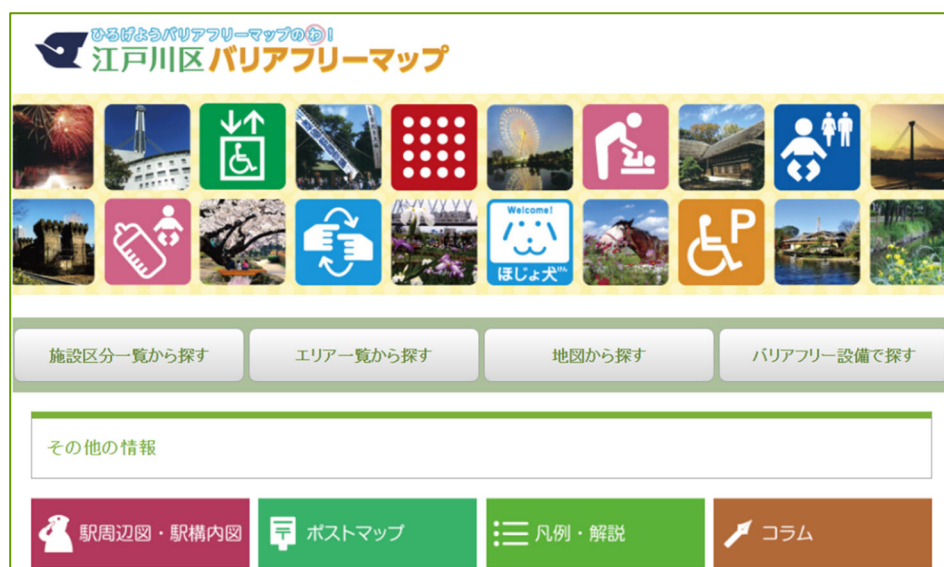 ひろげようバリアフリーマップのわ!
江戸川区 バリアフリーマップ
Welcome!
ほじょ犬
けん
P
施設区分一覧から探す
エリア一覧から探す
地図から探す
バリアフリー設備で探す
その他の情報
駅周辺図・駅構内図
ポストマップ
凡例・解説
コラム